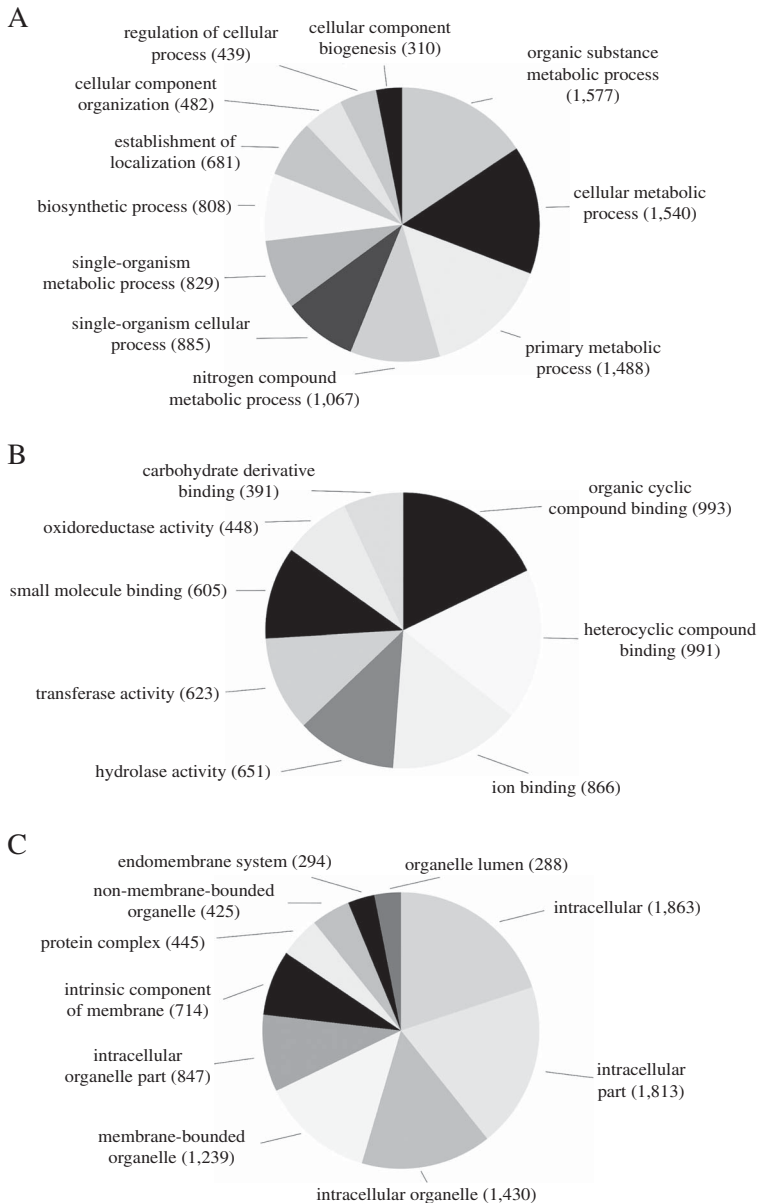 A
regulation of cellular
process (439)
cellular component
biogenesis (310)
organic substance
metabolic process
(1,577)
cellular component
organization (482)
establishment of
localization (681)
cellular metabolic
process (1,540)
biosynthetic process (808)
single-organism
metabolic process (829)
single-organism cellular
process (885)
primary metabolic
process (1,488)
nitrogen compound
metabolic process (1,067)
B
carbohydrate derivative
binding (391)
organic cyclic
compound binding (993)
oxidoreductase activity (448)
small molecule binding (605)
heterocyclic compound
binding (991)
transferase activity (623)
hydrolase activity (651)
ion binding (866)
C
endomembrane system (294)
organelle lumen (288)
non-membrane-bounded
organelle (425)
intracellular (1,863)
protein complex (445)
intrinsic component
of membrane (714)
intracellular
organelle part (847)
intracellular
part (1,813)
membrane-bounded
organelle (1,239)
intracellular organelle (1,430)